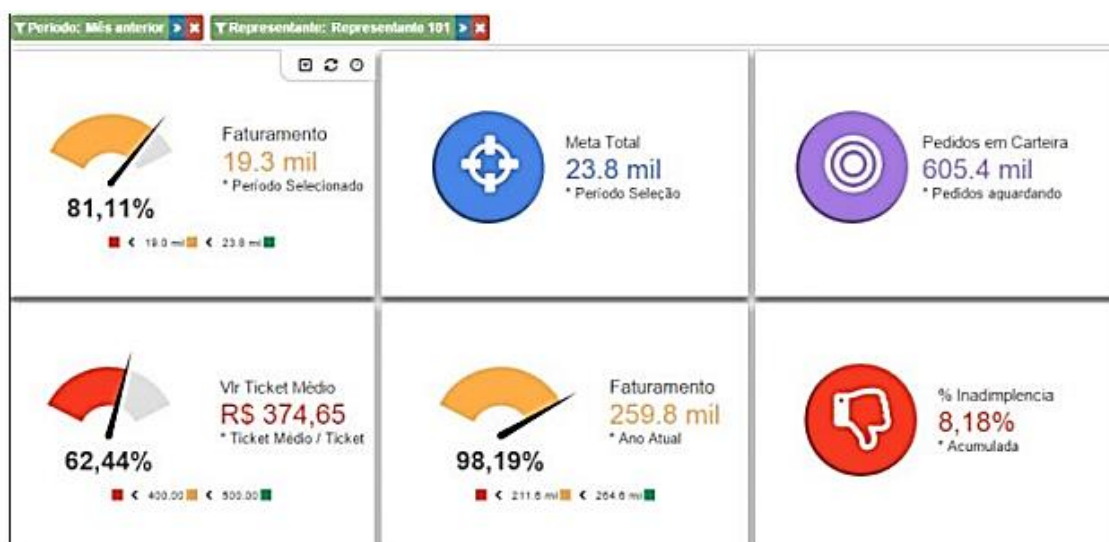 Período: Mês anterior
Representante: Representante 101
Faturamento
19.3 mil
* Período Selecionado
81,11%
< 19.0 mil < 23.8 mil
Meta Total
23.8 mil
* Período Seleção
Pedidos em Carteira
605.4 mil
* Pedidos aguardando
Vlr Ticket Médio
R$ 374,65
* Ticket Médio / Ticket
62,44%
< 400.00 < 500.00
Faturamento
259.8 mil
* Ano Atual
98,19%
< 211.6 mil < 264.6 mil
% Inadimplencia
8,18%
* Acumulada